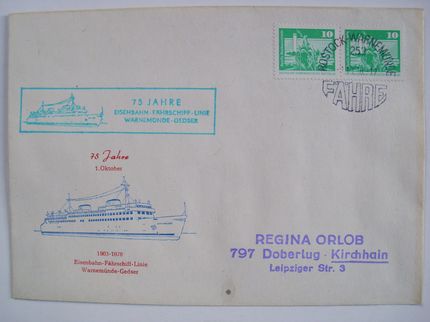 10
10
ROSTOCK-WARNEMÜNDE
FÄHRE
75 JAHRE
EISENBAHN-FÄHRSCHIFF-LINIE
WARNEMÜNDE-GEDSER
75 Jahre
1. Oktober
1903-1978
Eisenbahn-Fährschiff-Linie
Warnemünde-Gedser
REGINA ORLOB
797 Doberlug - Kirchhain
Leipziger Str. 3